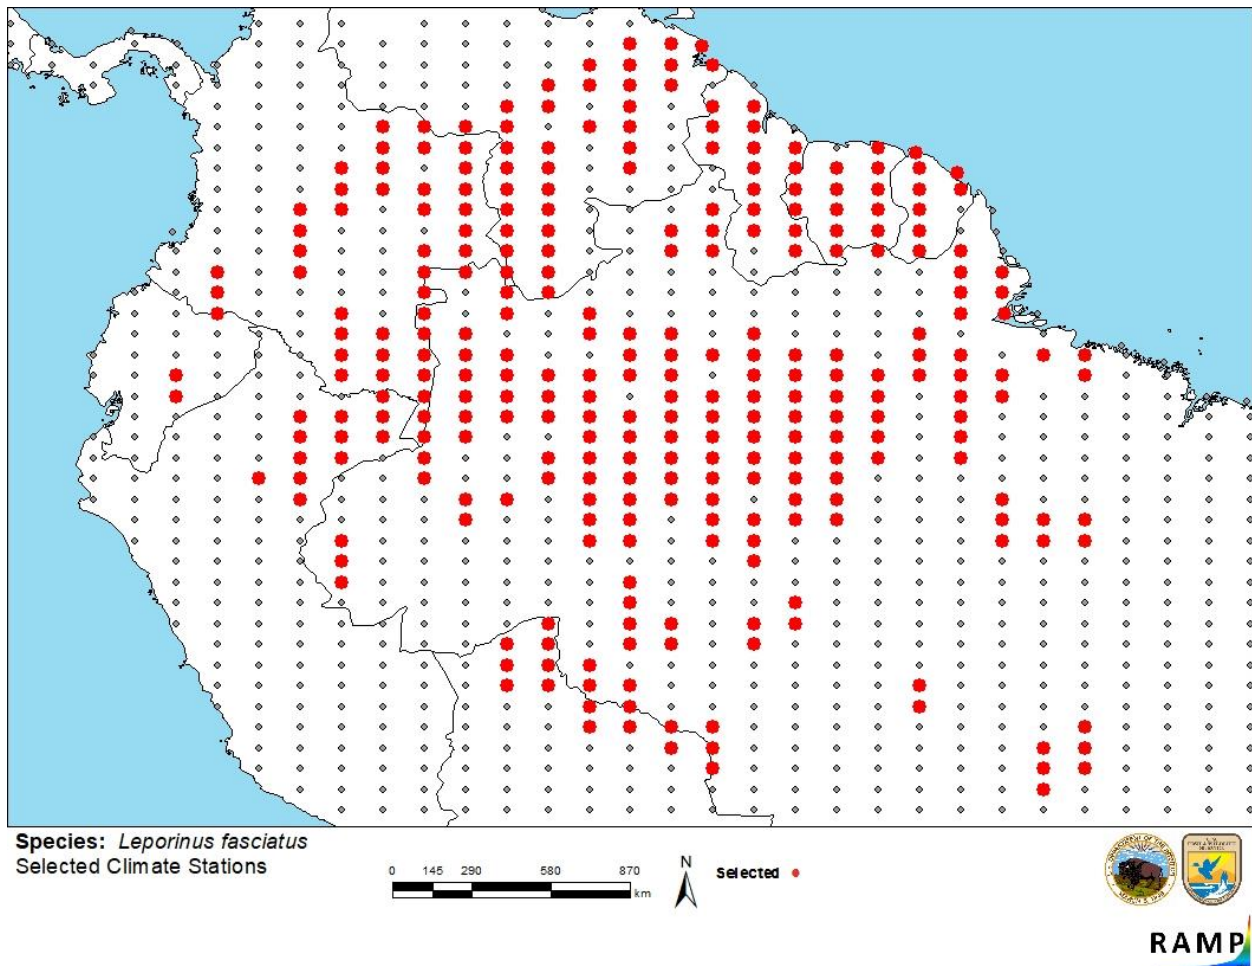 Species: Leporinus fasciatus
Selected Climate Stations
0 145 290 580 870
km
N
Selected
RAMP